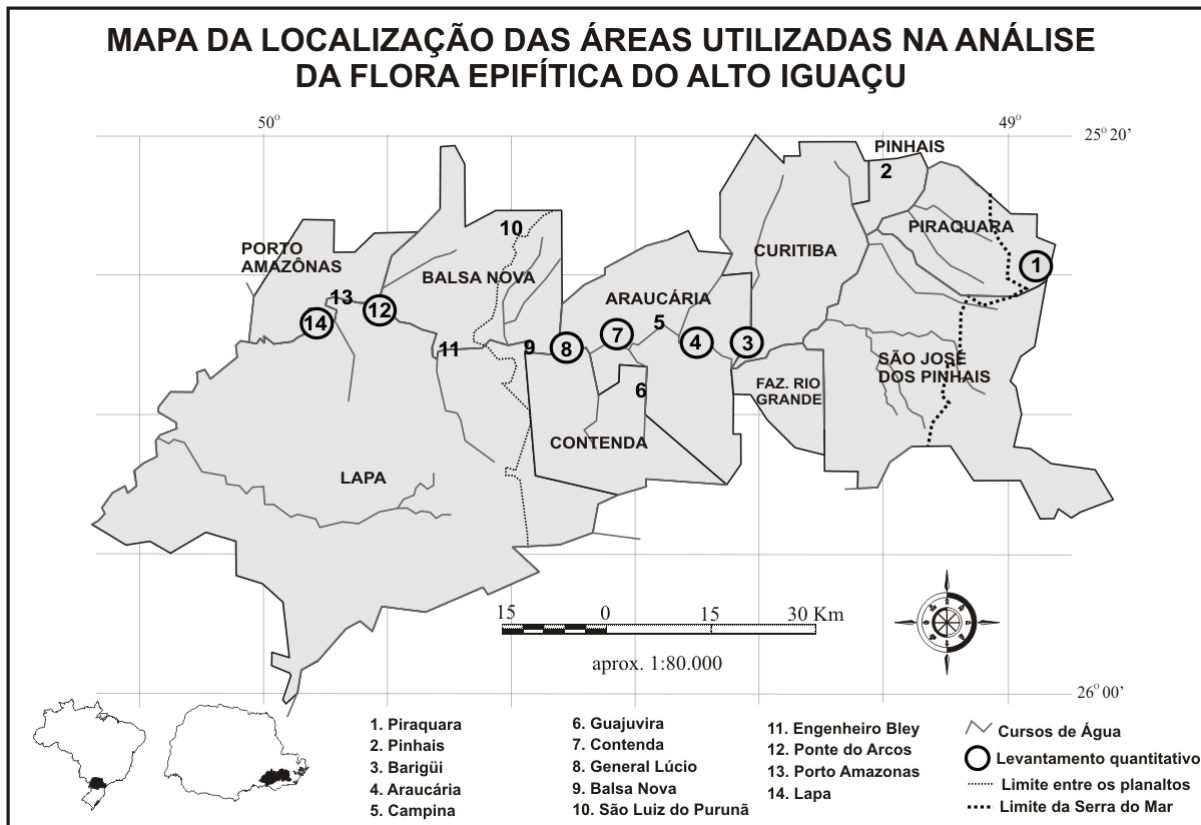 MAPA DA LOCALIZAÇÃO DAS ÁREAS UTILIZADAS NA ANÁLISE
DA FLORA EPIFÍTICA DO ALTO IGUAÇU
50°
49°
25° 20'
PINHAIS
2
10
PIRAQUARA
PORTO
AMAZÔNAS
BALSA NOVA
CURITIBA
1
13
12
14
ARAUCÁRIA
5
7
4
3
11
9
8
SÃO JOSÉ
DOS PINHAIS
6
FAZ. RIO
GRANDE
CONTENDA
LAPA
15 0 15 30 Km
aprox. 1:80.000
26° 00'
1. Piraquara
2. Pinhais
3. Barigüi
4. Araucária
5. Campina
6. Guajuvira
7. Contenda
8. General Lúcio
9. Balsa Nova
10. São Luiz do Purunã
11. Engenheiro Bley
12. Ponte do Arcos
13. Porto Amazonas
14. Lapa
Cursos de Água
Levantamento quantitativo
Limite entre os planaltos
Limite da Serra do Mar